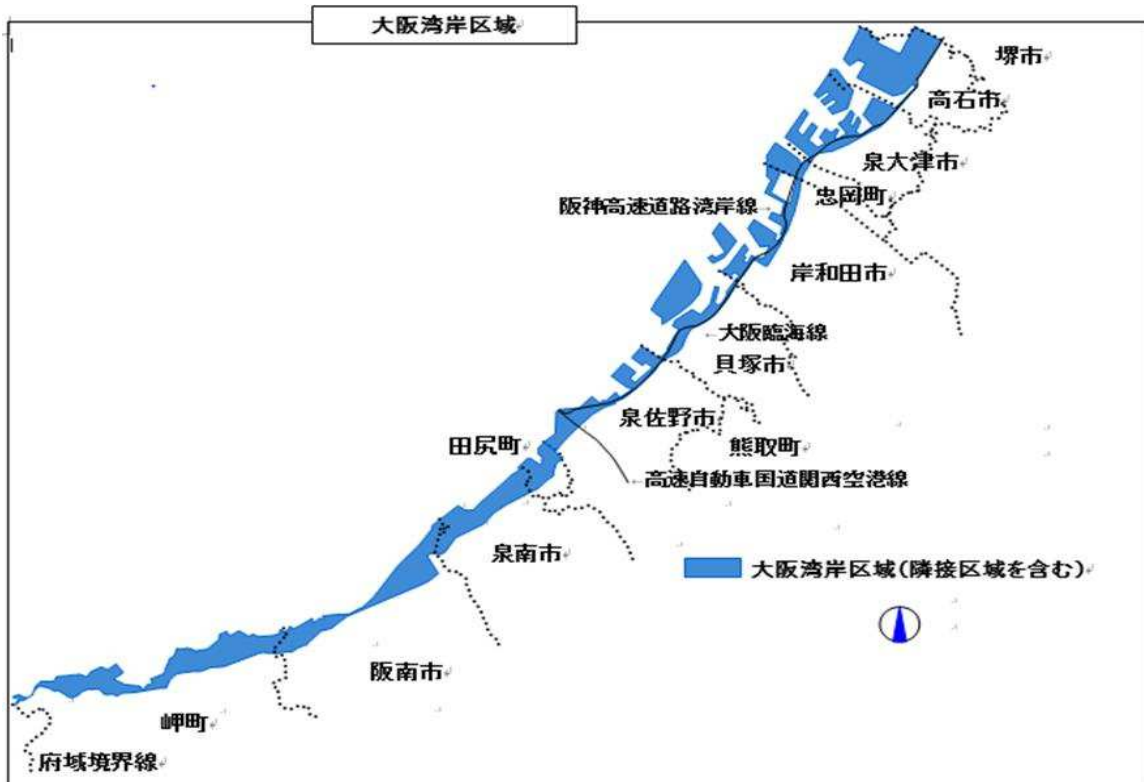 大阪湾岸区域
堺市
高石市
泉大津市
忠岡町
阪神高速道路湾岸線
岸和田市
大阪臨海線
貝塚市
泉佐野市
熊取町
田尻町
高速自動車国道関西空港線
泉南市
大阪湾岸区域(隣接区域を含む)
阪南市
岬町
府域境界線